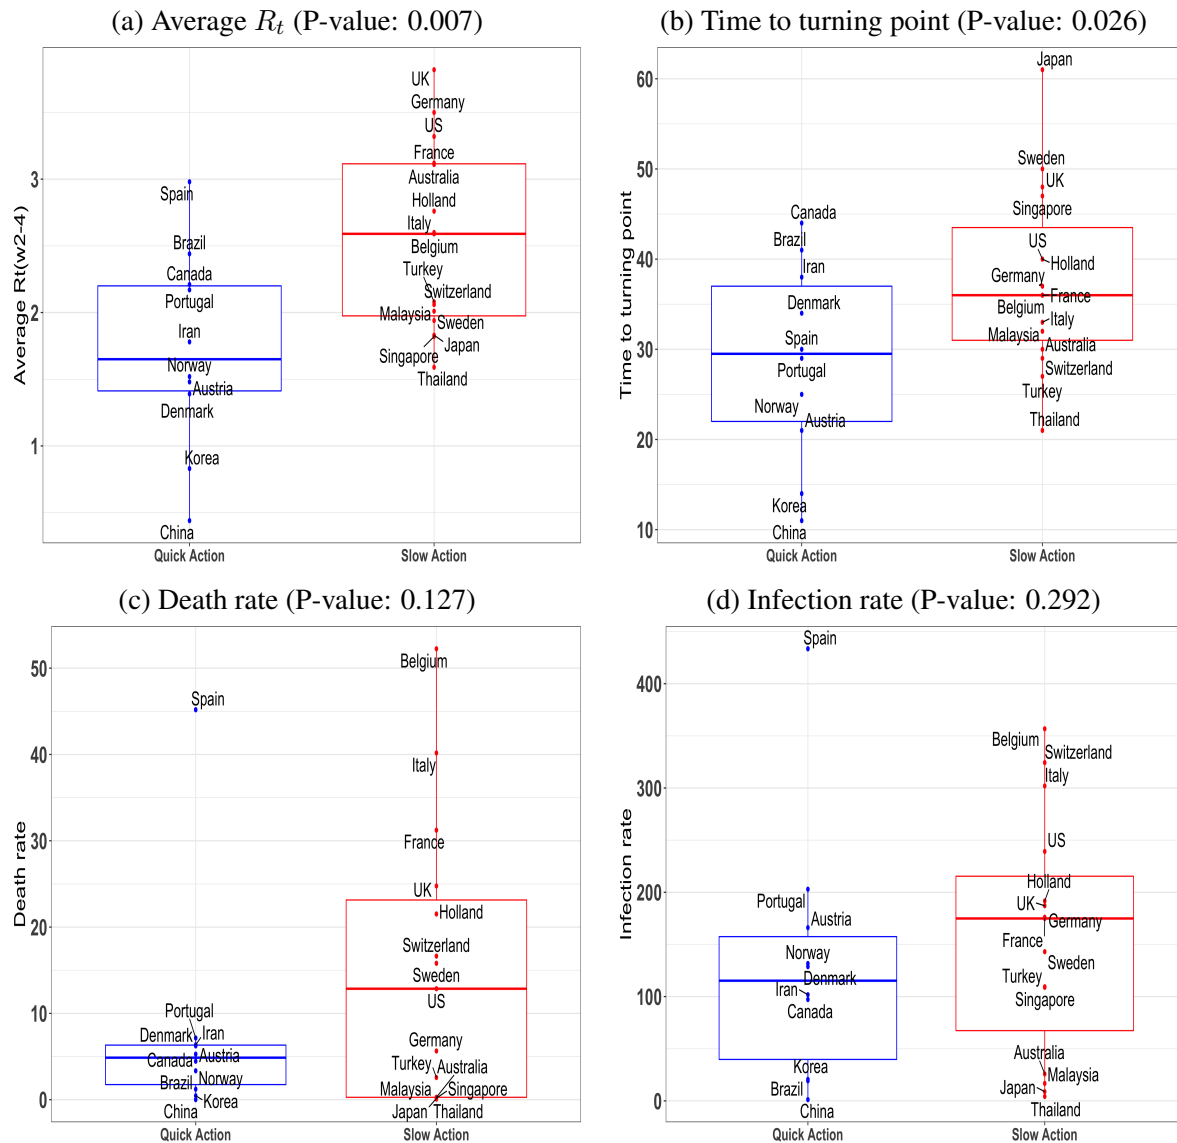 (a) Average Rt (P-value: 0.007)
Average Rt(w2-4)
3
2
1
Spain
Brazil
Canada
Portugal
Iran
Norway
Austria
Denmark
Korea
China
UK
Germany
US
France
Australia
Holland
Italy
Belgium
Turkey
Switzerland
Malaysia
Sweden
Singapore
Japan
Thailand
Quick Action
Slow Action
(b) Time to turning point (P-value: 0.026)
Time to turning point
60
50
40
30
20
10
Canada
Brazil
Iran
Denmark
Spain
Portugal
Norway
Austria
Korea
China
Japan
Sweden
UK
Singapore
US
Holland
Germany
France
Belgium
Italy
Malaysia
Australia
Switzerland
Turkey
Thailand
Quick Action
Slow Action
(c) Death rate (P-value: 0.127)
Death rate
50
40
30
20
10
0
Spain
Portugal
Denmark
Iran
Canada
Austria
Brazil
Norway
Korea
China
Belgium
Italy
France
UK
Holland
Switzerland
Sweden
US
Germany
Turkey
Australia
Malaysia
Singapore
Japan
Thailand
Quick Action
Slow Action
(d) Infection rate (P-value: 0.292)
Infection rate
400
300
200
100
0
Spain
Portugal
Austria
Norway
Denmark
Iran
Canada
Korea
Brazil
China
Belgium
Switzerland
Italy
US
Holland
UK
Germany
France
Sweden
Turkey
Singapore
Australia
Malaysia
Japan
Thailand
Quick Action
Slow Action